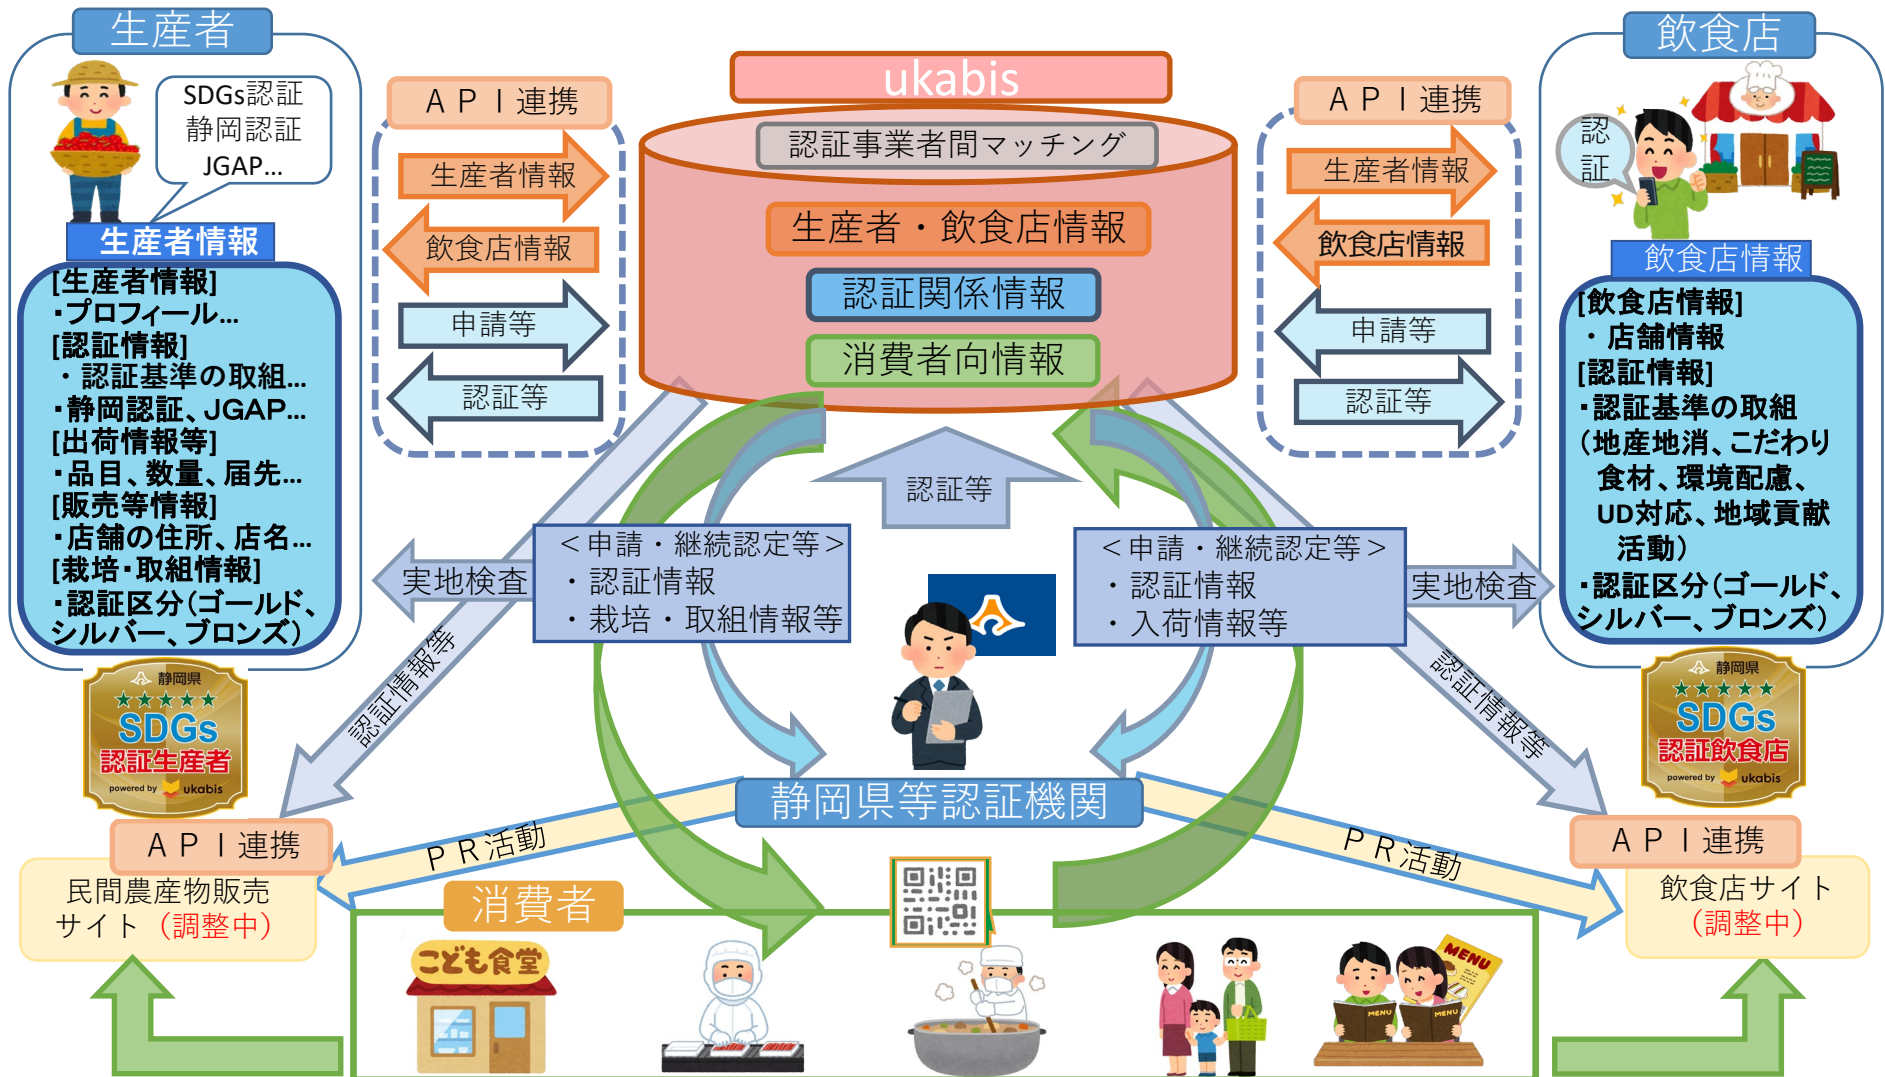 生産者
SDGs認証
静岡認証
JGAP...
生産者情報
[生産者情報]
・プロフィール...
[認証情報]
・認証基準の取組...
・静岡認証、JGAP...
[出荷情報等]
・品目、数量、届先...
[販売等情報]
・店舗の住所、店名...
[栽培・取組情報]
・認証区分(ゴールド、
シルバー、ブロンズ)
静岡県
SDGs
認証生産者
powered by ukabis
API連携
民間農産物販売
サイト(調整中)
API連携
生産者情報
飲食店情報
申請等
認証等
ukabis
認証事業者間マッチング
生産者・飲食店情報
認証関係情報
消費者向情報
API連携
生産者情報
飲食店情報
申請等
認証等
認証等
<申請・継続認定等>
・認証情報
・栽培・取組情報等
<申請・継続認定等>
・認証情報
・入荷情報等
実地検査
実地検査
認証情報等
認証情報等
静岡県等認証機関
PR活動
PR活動
消費者
こども食堂
MENU
MENU
MENU
飲食店
認
証
飲食店情報
[飲食店情報]
・店舗情報
[認証情報]
・認証基準の取組
(地産地消、こだわり
食材、環境配慮、
UD対応、地域貢献
活動)
・認証区分(ゴールド、
シルバー、ブロンズ)
静岡県
SDGs
認証飲食店
powered by ukabis
API連携
飲食店サイト
(調整中)